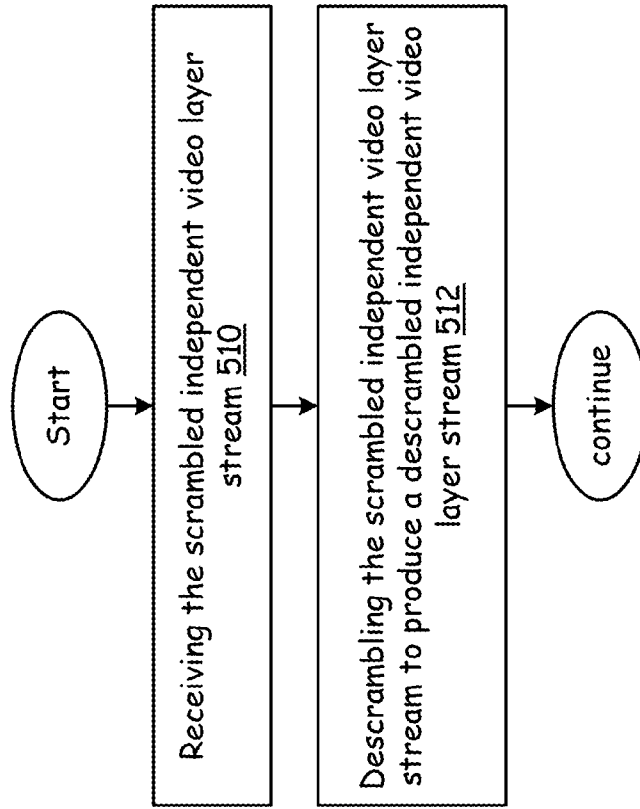 Start
Receiving the scrambled independent video layer
stream 510
Descrambling the scrambled independent video layer
stream to produce a descrambled independent video
layer stream 512
continue